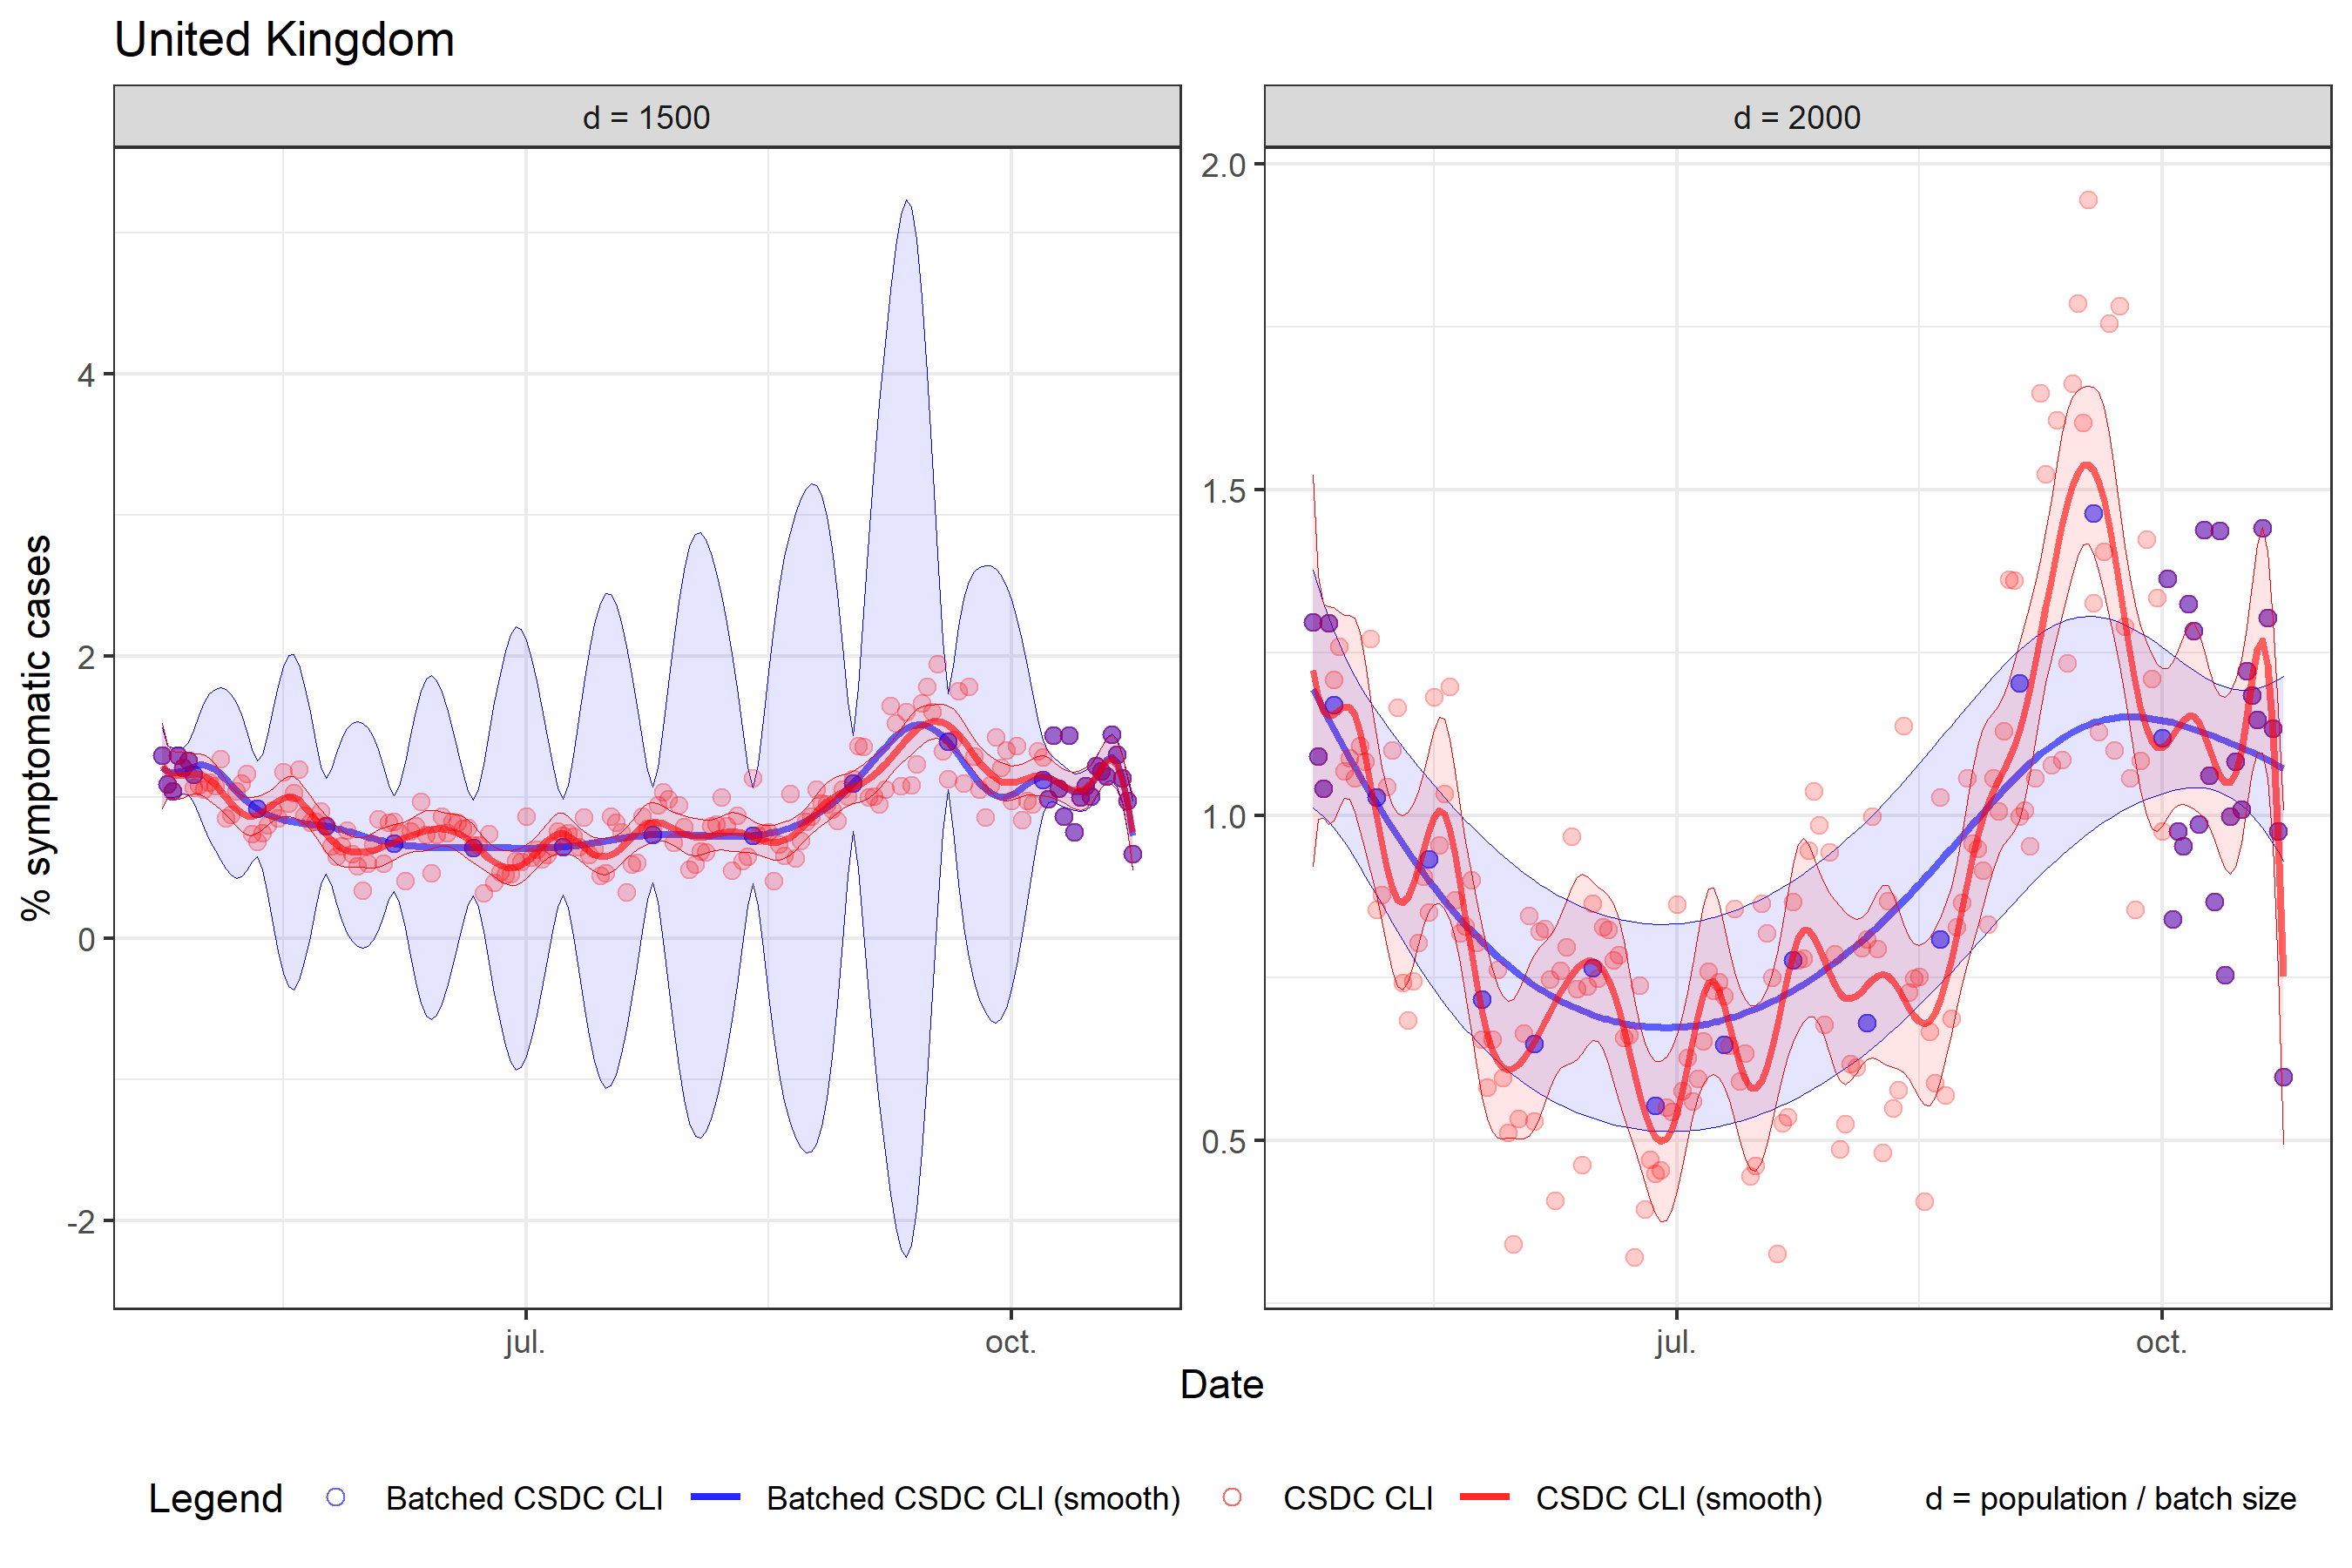 United Kingdom
d = 1500
d = 2000
% symptomatic cases
4
2
0
-2
2.0
1.5
1.0
0.5
jul.
oct.
jul.
oct.
Date
Legend
Batched CSDC CLI
Batched CSDC CLI (smooth)
CSDC CLI
CSDC CLI (smooth)
d = population / batch size